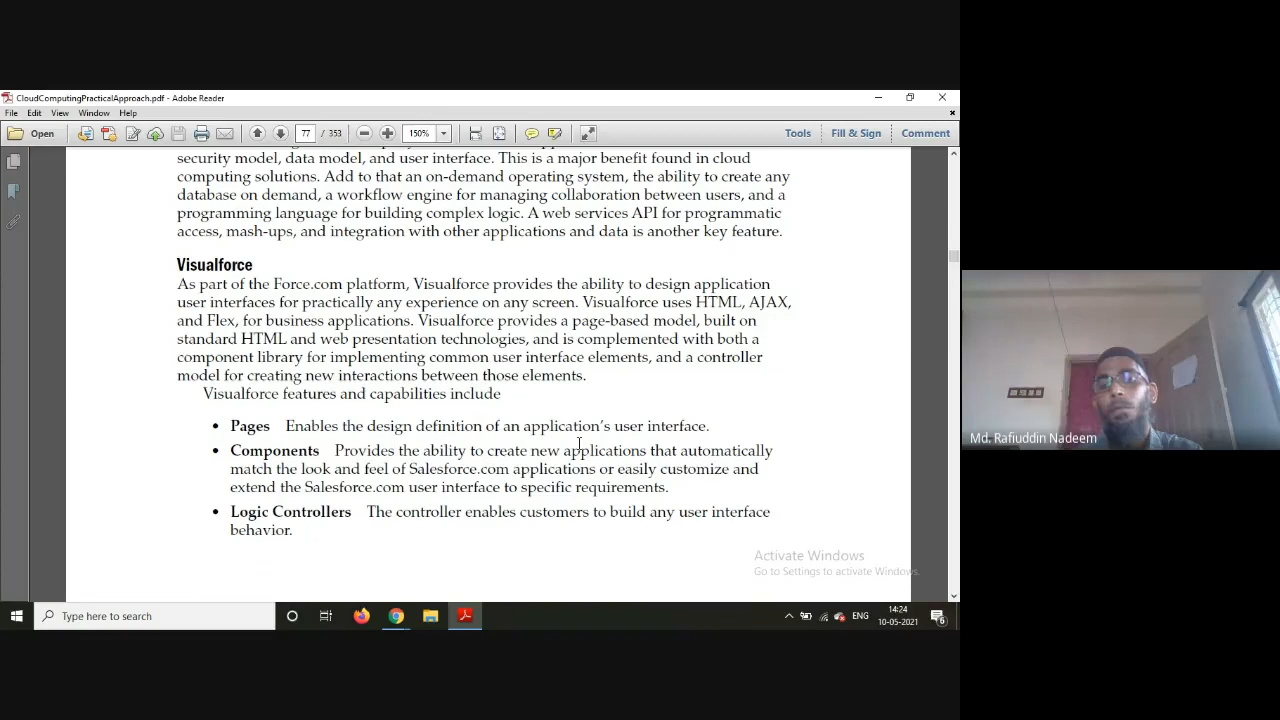 CloudComputingPracticalApproach.pdf - Adobe Reader
File Edit View Window Help
Open 77 / 353 150% Tools Fill & Sign Comment
security model, data model, and user interface. This is a major benefit found in cloud
computing solutions. Add to that an on-demand operating system, the ability to create any
database on demand, a workflow engine for managing collaboration between users, and a
programming language for building complex logic. A web services API for programmatic
access, mash-ups, and integration with other applications and data is another key feature.
Visualforce
As part of the Force.com platform, Visualforce provides the ability to design application
user interfaces for practically any experience on any screen. Visualforce uses HTML, AJAX,
and Flex, for business applications. Visualforce provides a page-based model, built on
standard HTML and web presentation technologies, and is complemented with both a
component library for implementing common user interface elements, and a controller
model for creating new interactions between those elements.
Visualforce features and capabilities include
• Pages Enables the design definition of an application's user interface.
• Components Provides the ability to create new applications that automatically
match the look and feel of Salesforce.com applications or easily customize and
extend the Salesforce.com user interface to specific requirements.
• Logic Controllers The controller enables customers to build any user interface
behavior.
Activate Windows
Go to Settings to activate Windows.
Md. Rafiuddin Nadeem
Type here to search
ENG
14:24
10-05-2021
6